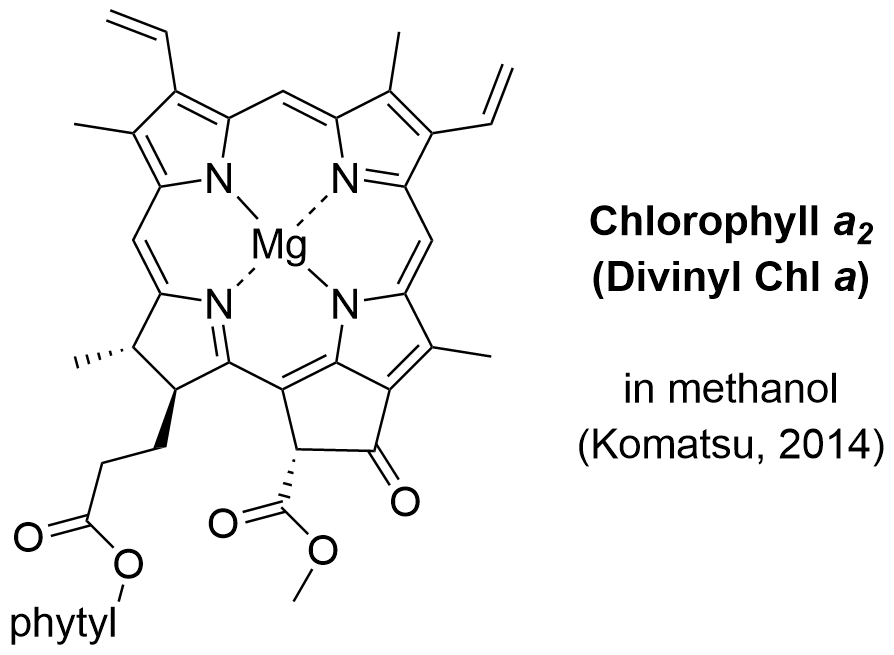 N
N
Mg
N
N
Chlorophyll a2
(Divinyl Chl a)
in methanol
(Komatsu, 2014)
O
O
O
O
O
phytyl